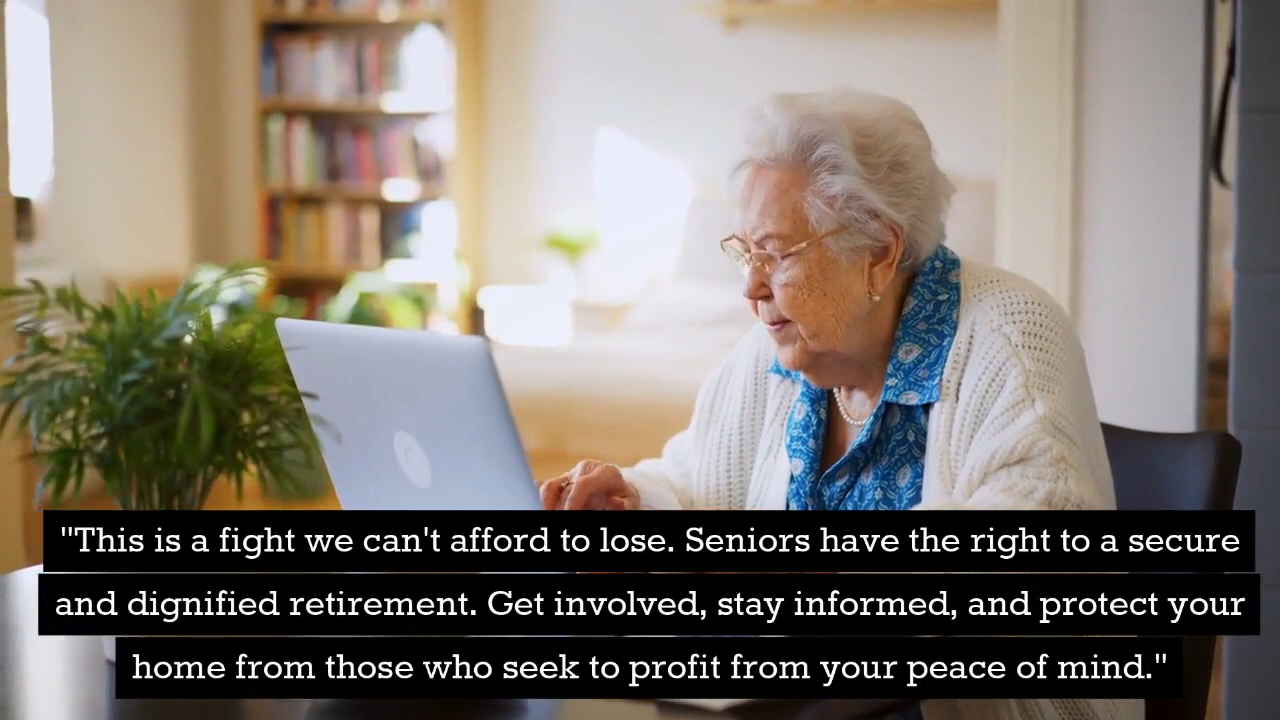 "This is a fight we can't afford to lose. Seniors have the right to a secure
and dignified retirement. Get involved, stay informed, and protect your
home from those who seek to profit from your peace of mind."